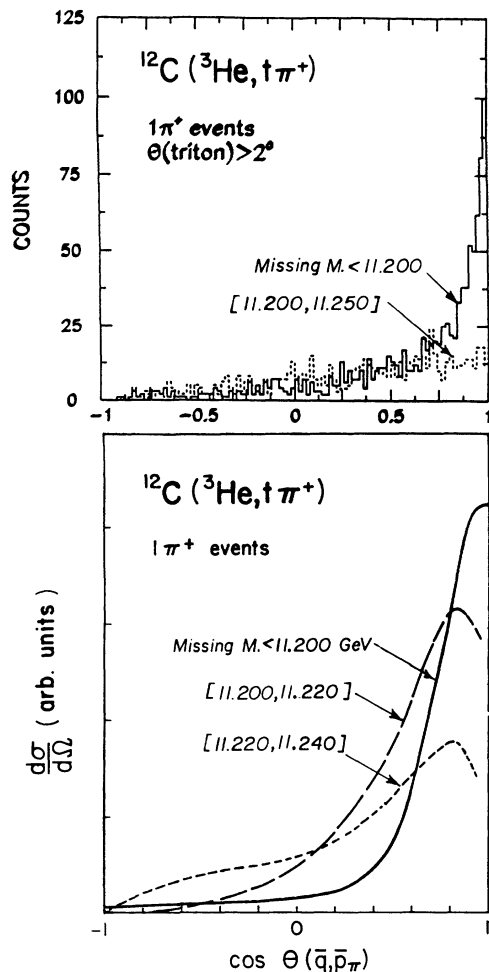 125
100
75
50
25
0
COUNTS
¹²C (³He, tπ⁺)
1π⁺ events
Θ(triton)>2°
Missing M.<11.200
[11.200,11.250]
-1
-0.5
0
0.5
1
¹²C (³He, tπ⁺)
1π⁺ events
Missing M.<11.200 GeV
[11.200,11.220]
[11.220,11.240]
dσ/dΩ (arb. units)
-1
0
1
cos Θ(q̄,p̄π)